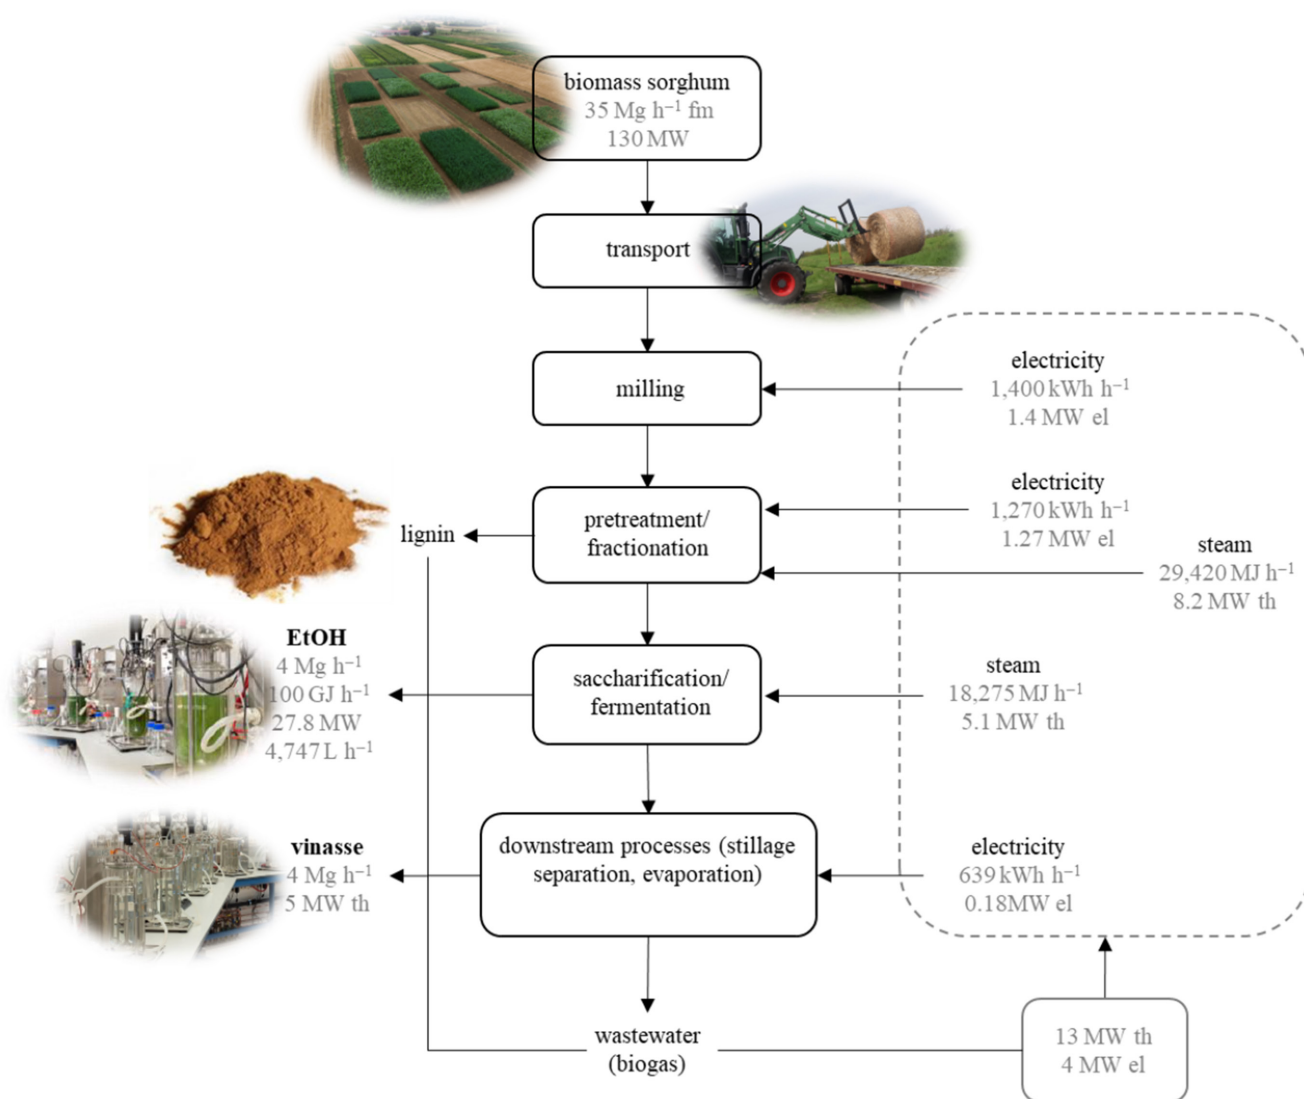 biomass sorghum
35 Mg h⁻¹ fm
130 MW
transport
milling
electricity
1,400 kWh h⁻¹
1.4 MW el
pretreatment/
fractionation
electricity
1,270 kWh h⁻¹
1.27 MW el
steam
29,420 MJ h⁻¹
8.2 MW th
lignin
EtOH
4 Mg h⁻¹
100 GJ h⁻¹
27.8 MW
4,747 L h⁻¹
saccharification/
fermentation
steam
18,275 MJ h⁻¹
5.1 MW th
vinasse
4 Mg h⁻¹
5 MW th
downstream processes (stillage
separation, evaporation)
electricity
639 kWh h⁻¹
0.18MW el
wastewater
(biogas)
13 MW th
4 MW el